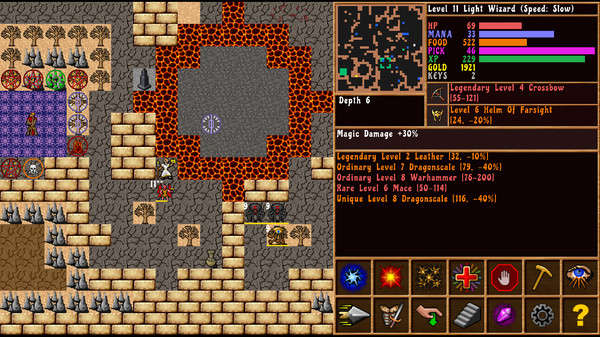 Level 11 Light Wizard (Speed: Slow)
HP 69
MANA 33
FOOD 522
PICK 46
XP 229
GOLD 1921
KEYS 2
Legendary Level 4 Crossbow
(55-121)
Level 6 Helm Of Farsight
(24, -20%)
Depth 6
Magic Damage +30%
Legendary Level 2 Leather (32, -10%)
Ordinary Level 7 Dragonscale (79, -40%)
Ordinary Level 8 Warhammer (76-200)
Rare Level 6 Mace (50-114)
Unique Level 8 Dragonscale (116, -40%)
11
9 9
?